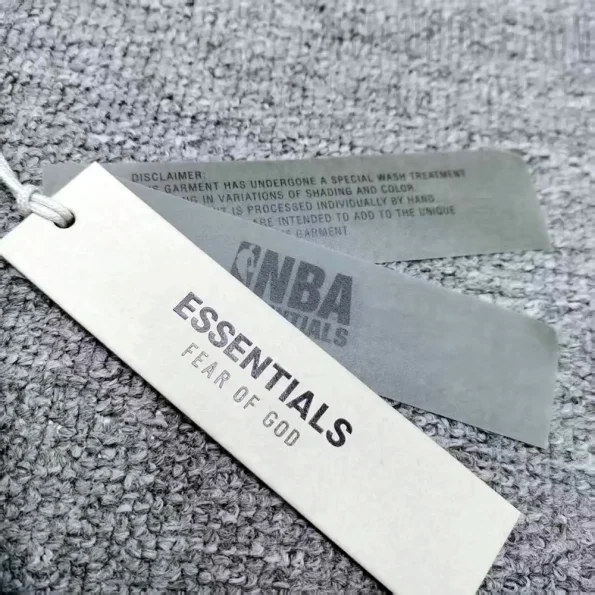 DISCLAIMER:
GARMENT HAS UNDERGONE A SPECIAL WASH TREATMENT
IN VARIATIONS OF SHADING AND COLOR.
IS PROCESSED INDIVIDUALLY BY HAND
ARE INTENDED TO ADD TO THE UNIQUE
GARMENT
NBA
ESSENTIALS
FEAR OF GOD